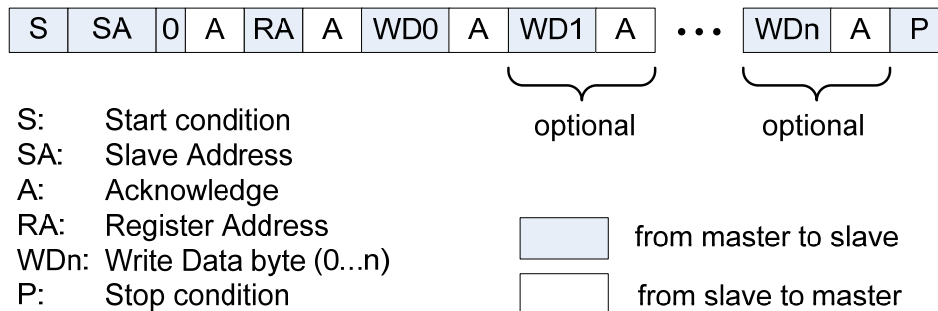 S SA 0 A RA A WD0 A WD1 A ••• WDn A P
optional optional
S: Start condition
SA: Slave Address
A: Acknowledge
RA: Register Address
WDn: Write Data byte (0...n)
P: Stop condition
from master to slave
from slave to master